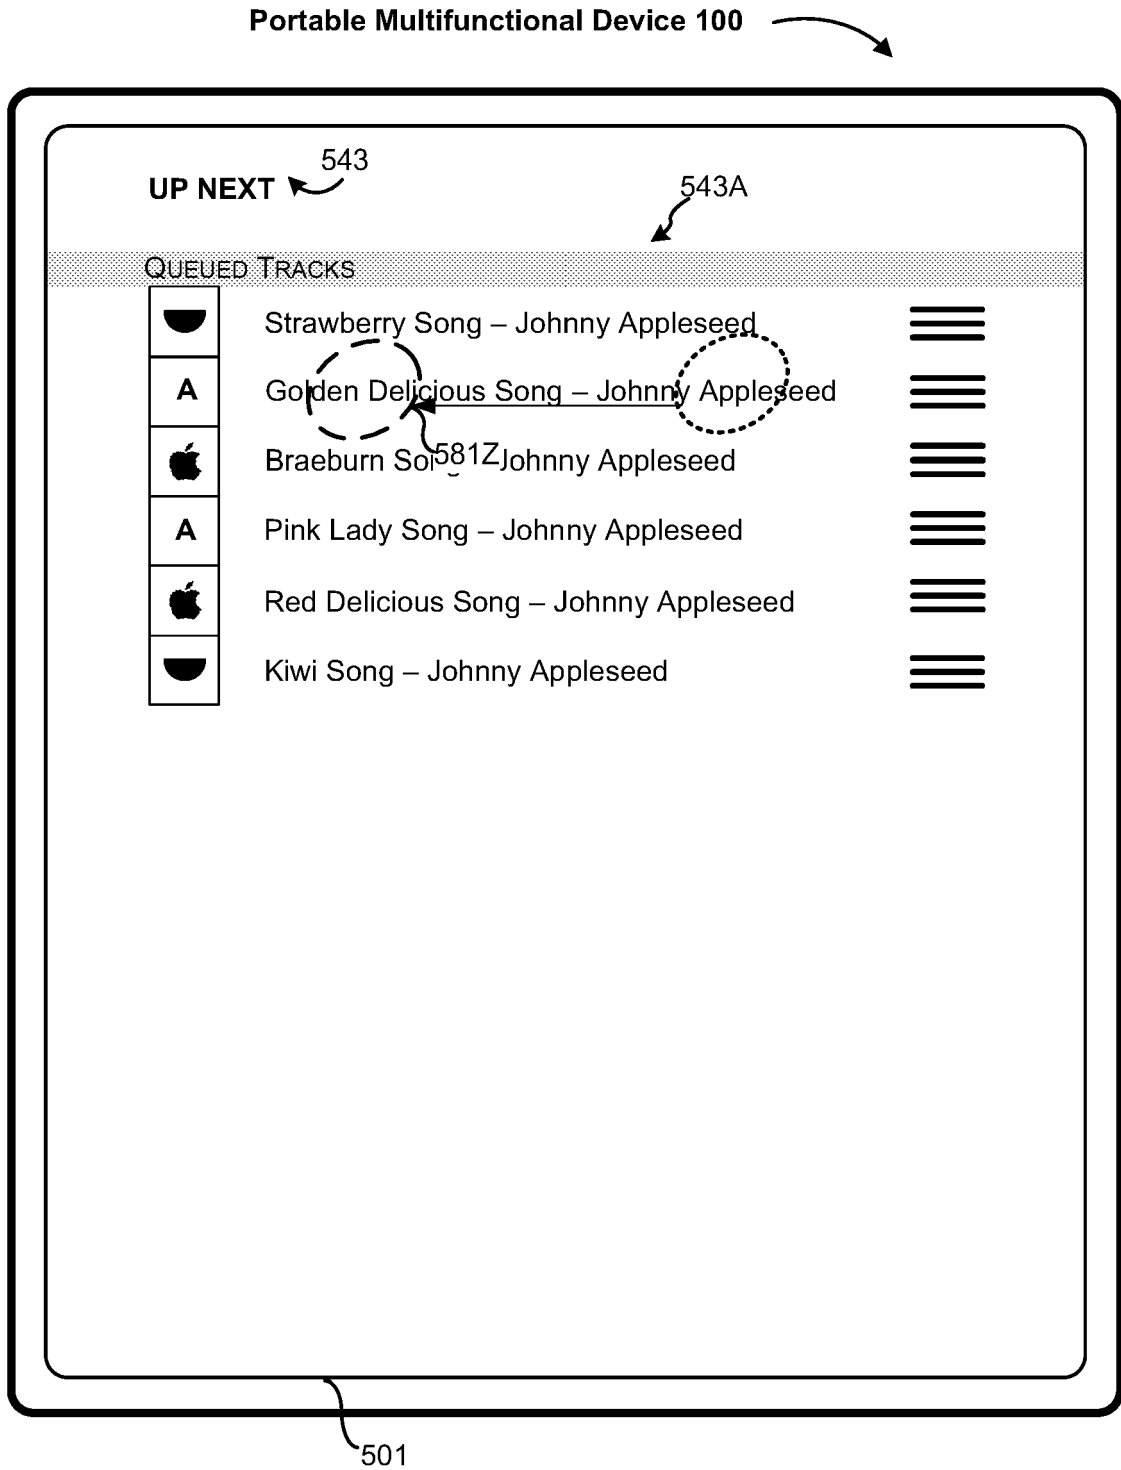 Portable Multifunctional Device 100
543
UP NEXT
543A
QUEUED TRACKS
Strawberry Song – Johnny Appleseed
A Golden Delicious Song – Johnny Appleseed
Braeburn 581Z Johnny Appleseed
A Pink Lady Song – Johnny Appleseed
Red Delicious Song – Johnny Appleseed
Kiwi Song – Johnny Appleseed
501